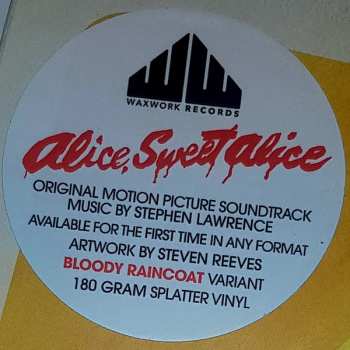 WAXWORK RECORDS
Alice, Sweet Alice
ORIGINAL MOTION PICTURE SOUNDTRACK
MUSIC BY STEPHEN LAWRENCE
AVAILABLE FOR THE FIRST TIME IN ANY FORMAT
ARTWORK BY STEVEN REEVES
BLOODY RAINCOAT VARIANT
180 GRAM SPLATTER VINYL